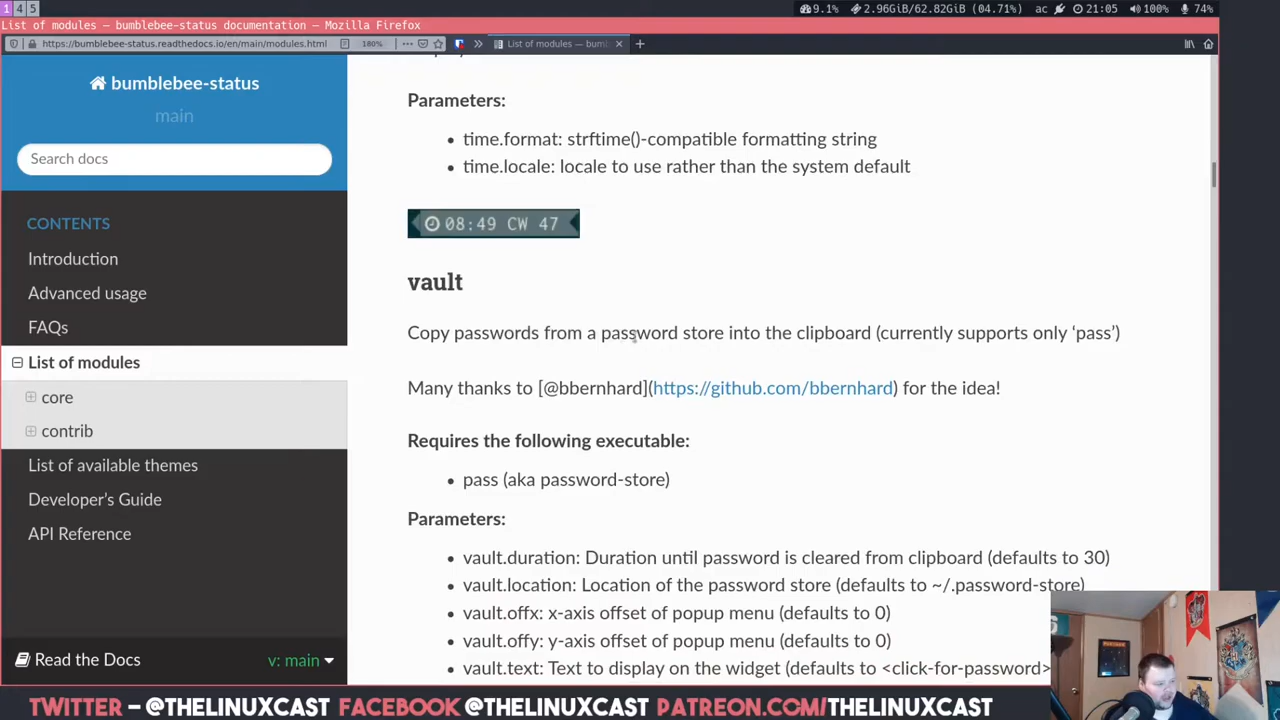 1 4 5
9.1% 2.96GiB/62.82GiB (04.71%) ac 21:05 100% 74%
List of modules — bumblebee-status documentation — Mozilla Firefox
https://bumblebee-status.readthedocs.io/en/main/modules.html 180% ··· » List of modules — bum × +
bumblebee-status
main
Search docs
CONTENTS
Introduction
Advanced usage
FAQs
List of modules
core
contrib
List of available themes
Developer's Guide
API Reference
Read the Docs v: main
Parameters:
• time.format: strftime()-compatible formatting string
• time.locale: locale to use rather than the system default
08:49 CW 47
vault
Copy passwords from a password store into the clipboard (currently supports only ‘pass’)
Many thanks to [@bbernhard](https://github.com/bbernhard) for the idea!
Requires the following executable:
• pass (aka password-store)
Parameters:
• vault.duration: Duration until password is cleared from clipboard (defaults to 30)
• vault.location: Location of the password store (defaults to ~/.password-store)
• vault.offx: x-axis offset of popup menu (defaults to 0)
• vault.offy: y-axis offset of popup menu (defaults to 0)
• vault.text: Text to display on the widget (defaults to <click-for-password>
TWITTER – @THELINUXCAST FACEBOOK @THELINUXCAST PATREON.COM/THELINUXCAST